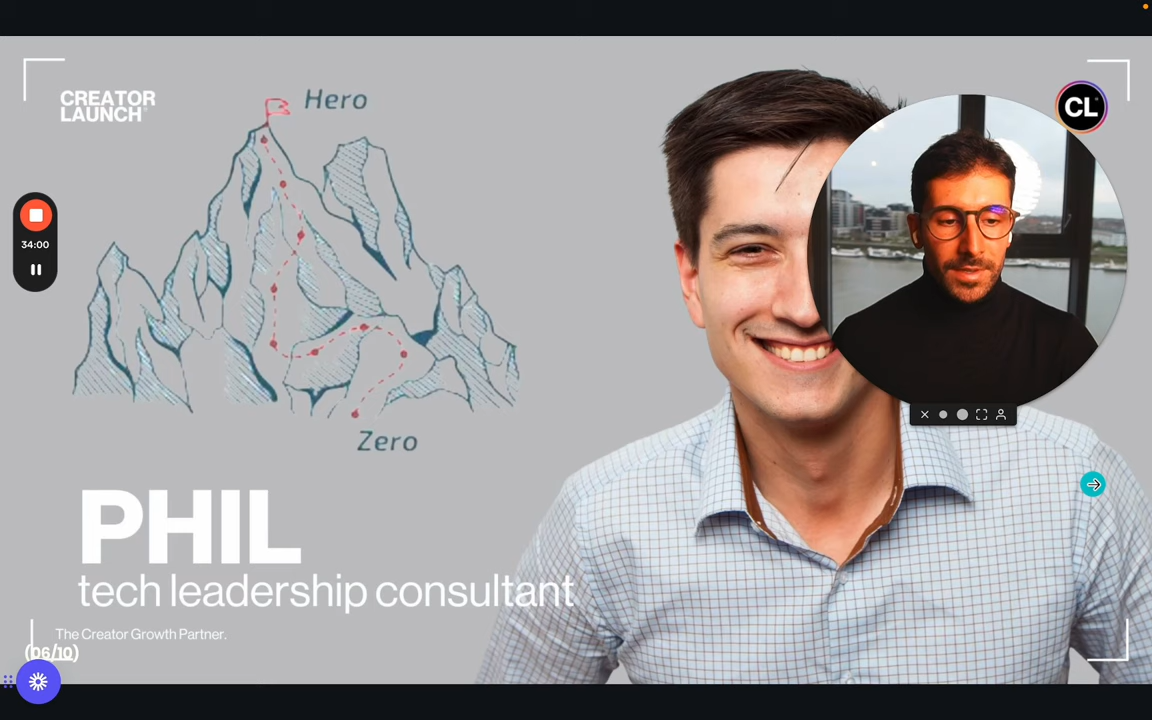 CREATOR
LAUNCH
Hero
CL
34:00
Zero
PHIL
tech leadership consultant
The Creator Growth Partner.
(06/10)